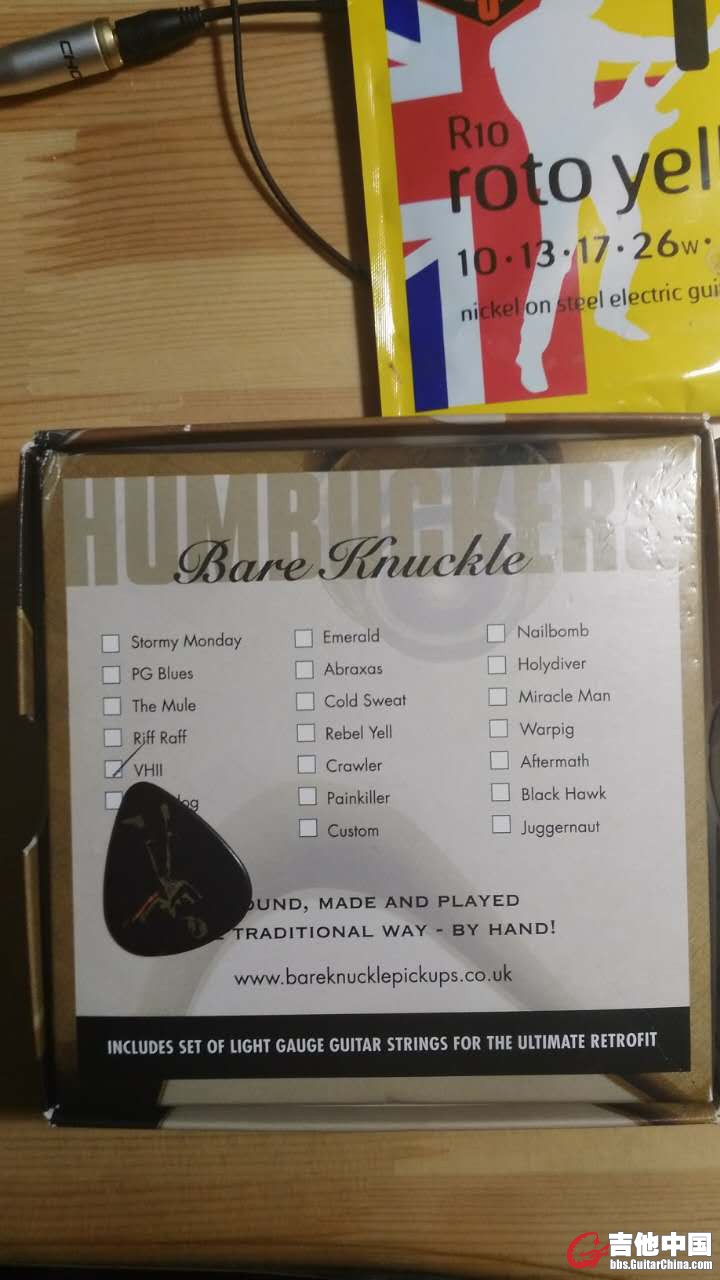 R10
roto yell
10·13·17·26w·
nickel on steel electric gui
HUMBUCKERS
Bare Knuckle
Stormy Monday
PG Blues
The Mule
Riff Raff
VHII
og
Emerald
Abraxas
Cold Sweat
Rebel Yell
Crawler
Painkiller
Custom
Nailbomb
Holydiver
Miracle Man
Warpig
Aftermath
Black Hawk
Juggernaut
OUND, MADE AND PLAYED
TRADITIONAL WAY - BY HAND!
www.bareknucklepickups.co.uk
INCLUDES SET OF LIGHT GAUGE GUITAR STRINGS FOR THE ULTIMATE RETROFIT
吉他中国
bbs.GuitarChina.com